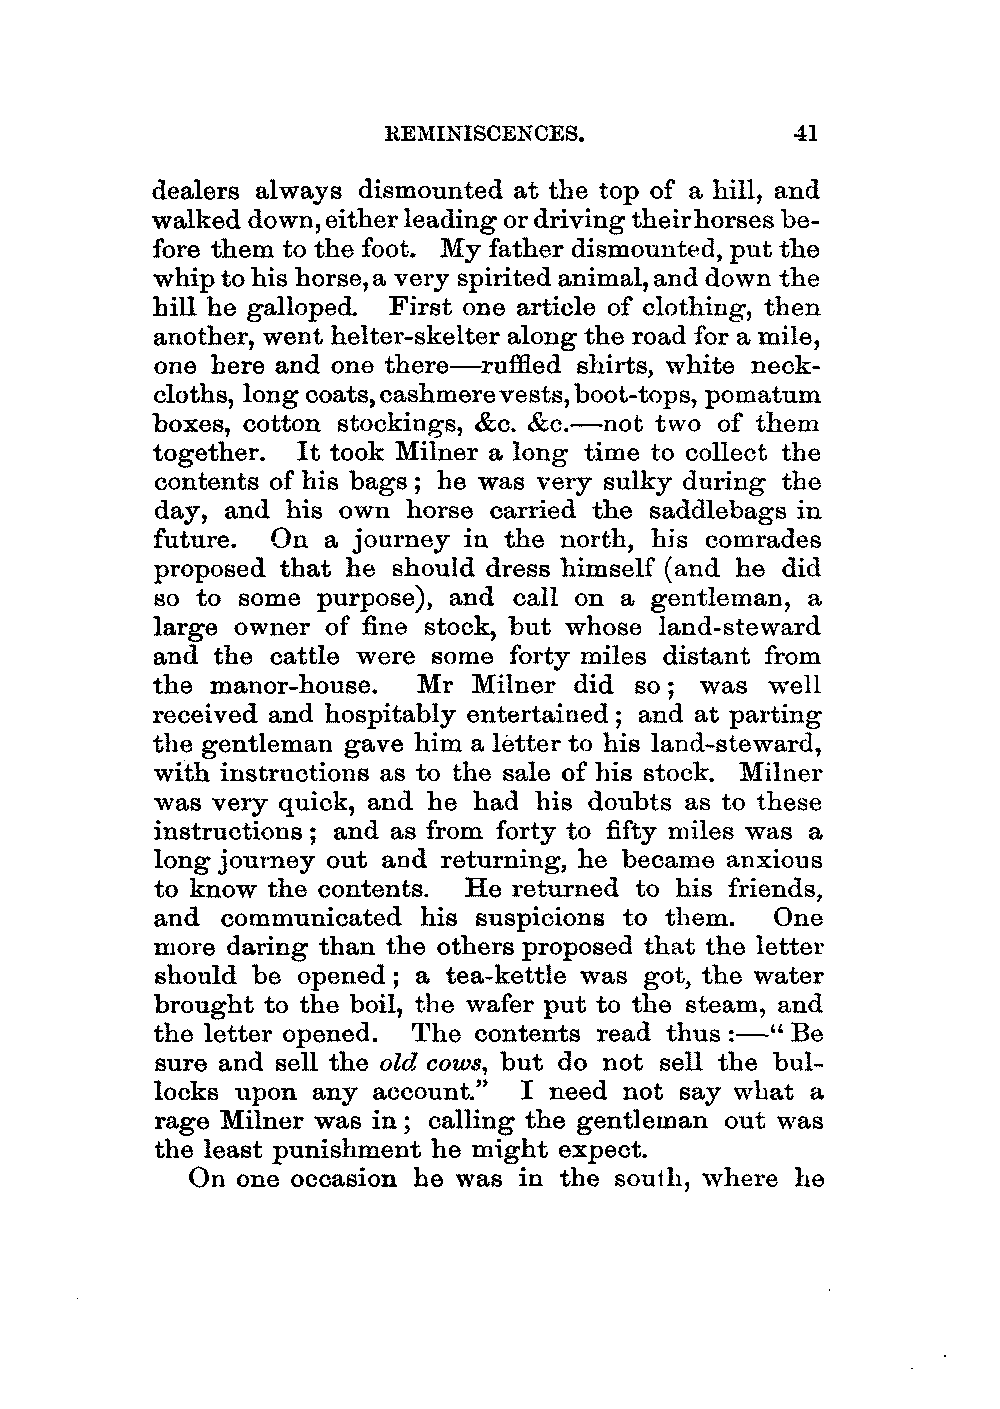 REMINISCENCES. 41
dealers always dismounted at the top of a hill, and
walked down, either leading or driving their horses be-
fore them to the foot. My father dismounted, put the
whip to his horse, a very spirited animal, and down the
hill he galloped. First one article of clothing, then
another, went helter-skelter along the road for a mile,
one here and one there—ruffled shirts, white neck-
cloths, long coats, cashmere vests, boot-tops, pomatum
boxes, cotton stockings, &c. &c.—not two of them
together. It took Milner a long time to collect the
contents of his bags; he was very sulky during the
day, and his own horse carried the saddlebags in
future. On a journey in the north, his comrades
proposed that he should dress himself (and he did
so to some purpose), and call on a gentleman, a
large owner of fine stock, but whose land-steward
and the cattle were some forty miles distant from
the manor-house. Mr Milner did so; was well
received and hospitably entertained; and at parting
the gentleman gave him a letter to his land-steward,
with instructions as to the sale of his stock. Milner
was very quick, and he had his doubts as to these
instructions; and as from forty to fifty miles was a
long journey out and returning, he became anxious
to know the contents. He returned to his friends,
and communicated his suspicions to them. One
more daring than the others proposed that the letter
should be opened; a tea-kettle was got, the water
brought to the boil, the wafer put to the steam, and
the letter opened. The contents read thus:—“Be
sure and sell the old cows, but do not sell the bul-
locks upon any account.” I need not say what a
rage Milner was in; calling the gentleman out was
the least punishment he might expect.
On one occasion he was in the south, where he